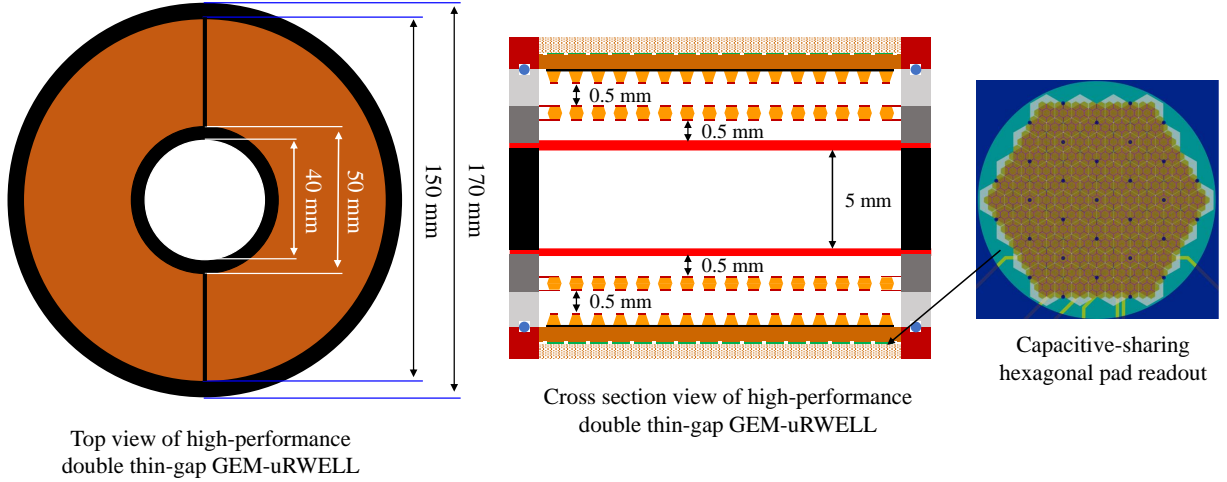 40 mm
50 mm
150 mm
170 mm
Top view of high-performance
double thin-gap GEM-uRWELL
0.5 mm
0.5 mm
5 mm
0.5 mm
0.5 mm
Cross section view of high-performance
double thin-gap GEM-uRWELL
Capacitive-sharing
hexagonal pad readout